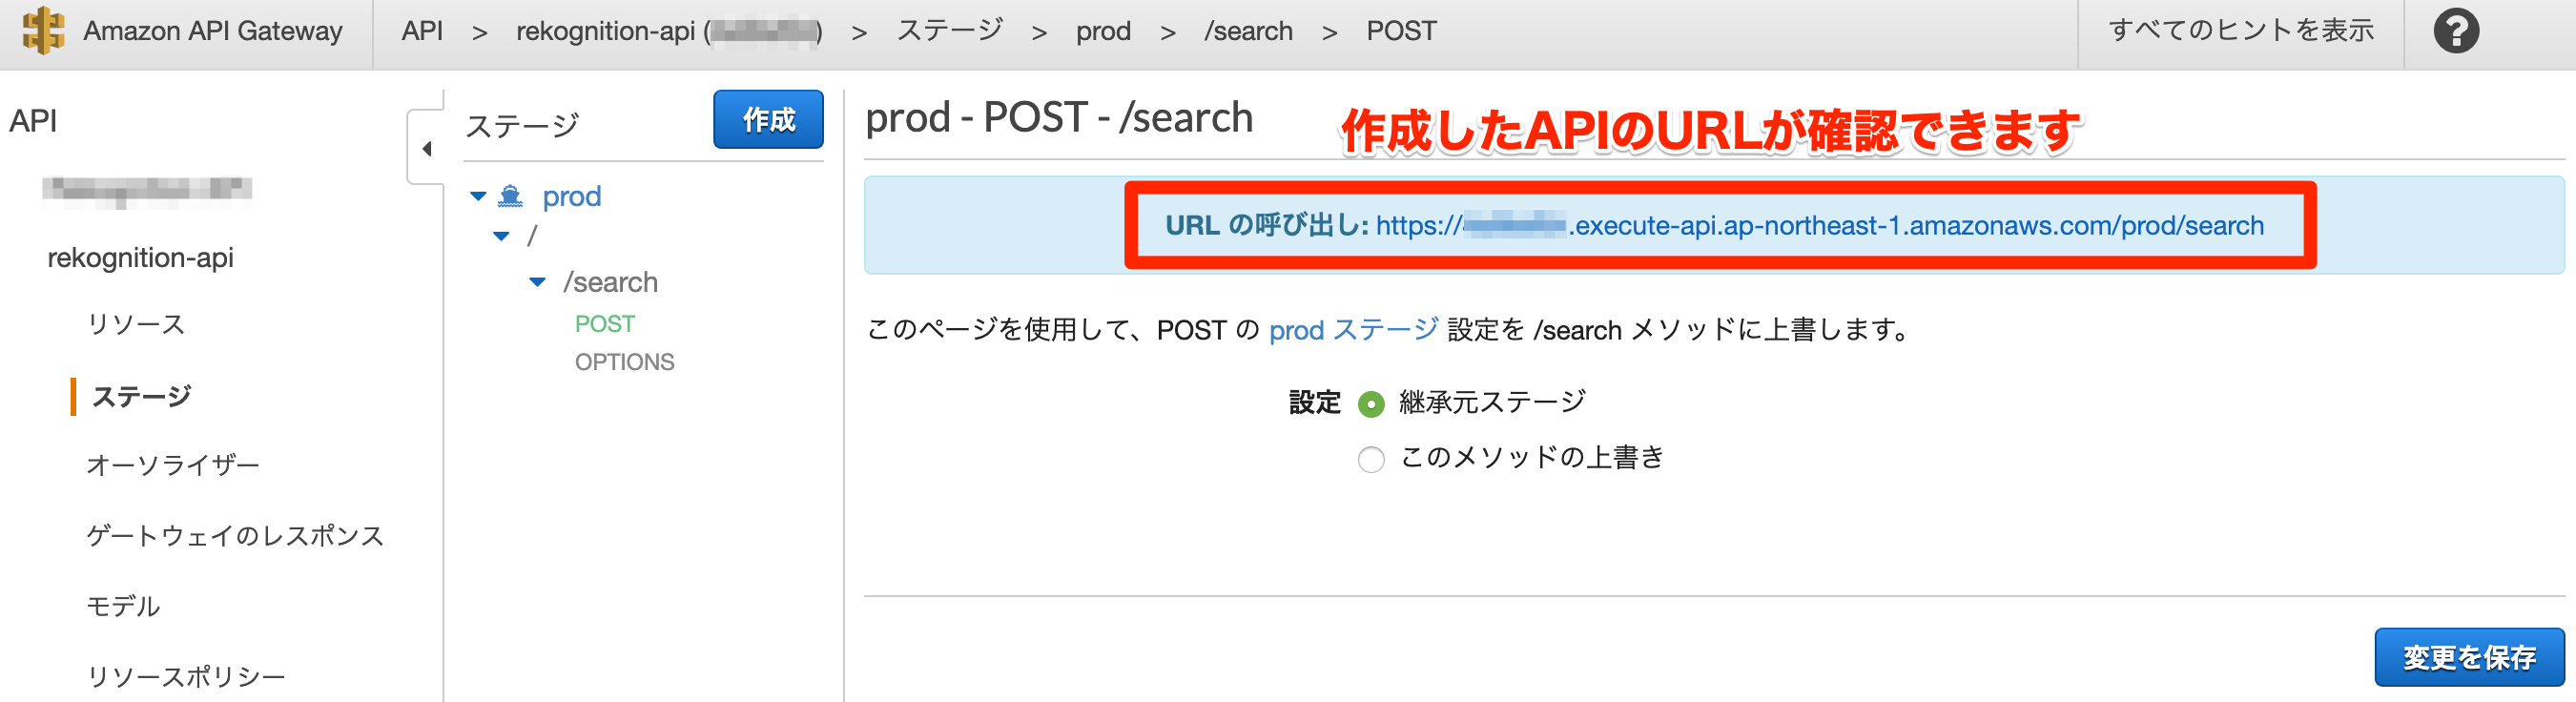 Amazon API Gateway API > rekognition-api ( ) > ステージ > prod > /search > POST すべてのヒントを表示 ?
API
rekognition-api
リソース
ステージ
オーソライザー
ゲートウェイのレスポンス
モデル
リソースポリシー
ステージ 作成
prod
/
/search
POST
OPTIONS
prod - POST - /search
作成したAPIのURLが確認できます
URL の呼び出し: https:// .execute-api.ap-northeast-1.amazonaws.com/prod/search
このページを使用して、POST の prod ステージ 設定を /search メソッドに上書します。
設定 継承元ステージ
このメソッドの上書き
変更を保存